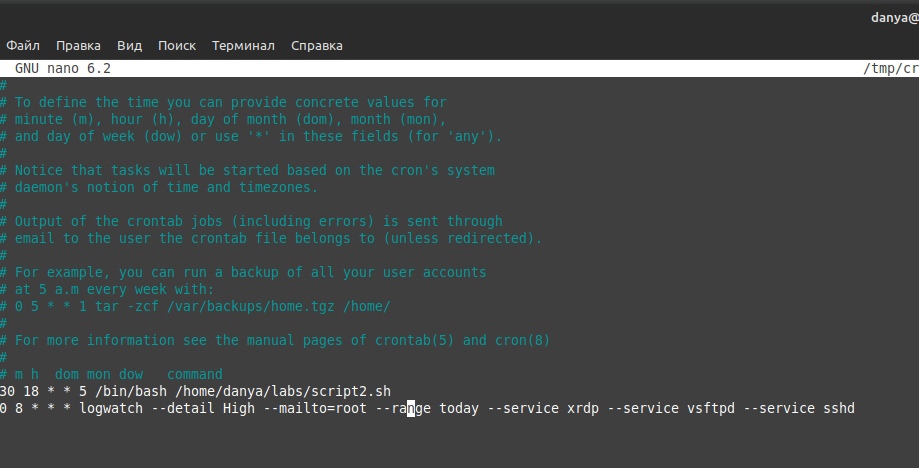 danya@
Файл Правка Вид Поиск Терминал Справка
GNU nano 6.2 /tmp/cr
#
# To define the time you can provide concrete values for
# minute (m), hour (h), day of month (dom), month (mon),
# and day of week (dow) or use '*' in these fields (for 'any').
#
# Notice that tasks will be started based on the cron's system
# daemon's notion of time and timezones.
#
# Output of the crontab jobs (including errors) is sent through
# email to the user the crontab file belongs to (unless redirected).
#
# For example, you can run a backup of all your user accounts
# at 5 a.m every week with:
# 0 5 * * 1 tar -zcf /var/backups/home.tgz /home/
#
# For more information see the manual pages of crontab(5) and cron(8)
#
# m h  dom mon dow   command
30 18 * * 5 /bin/bash /home/danya/labs/script2.sh
0 8 * * * logwatch --detail High --mailto=root --range today --service xrdp --service vsftpd --service sshd